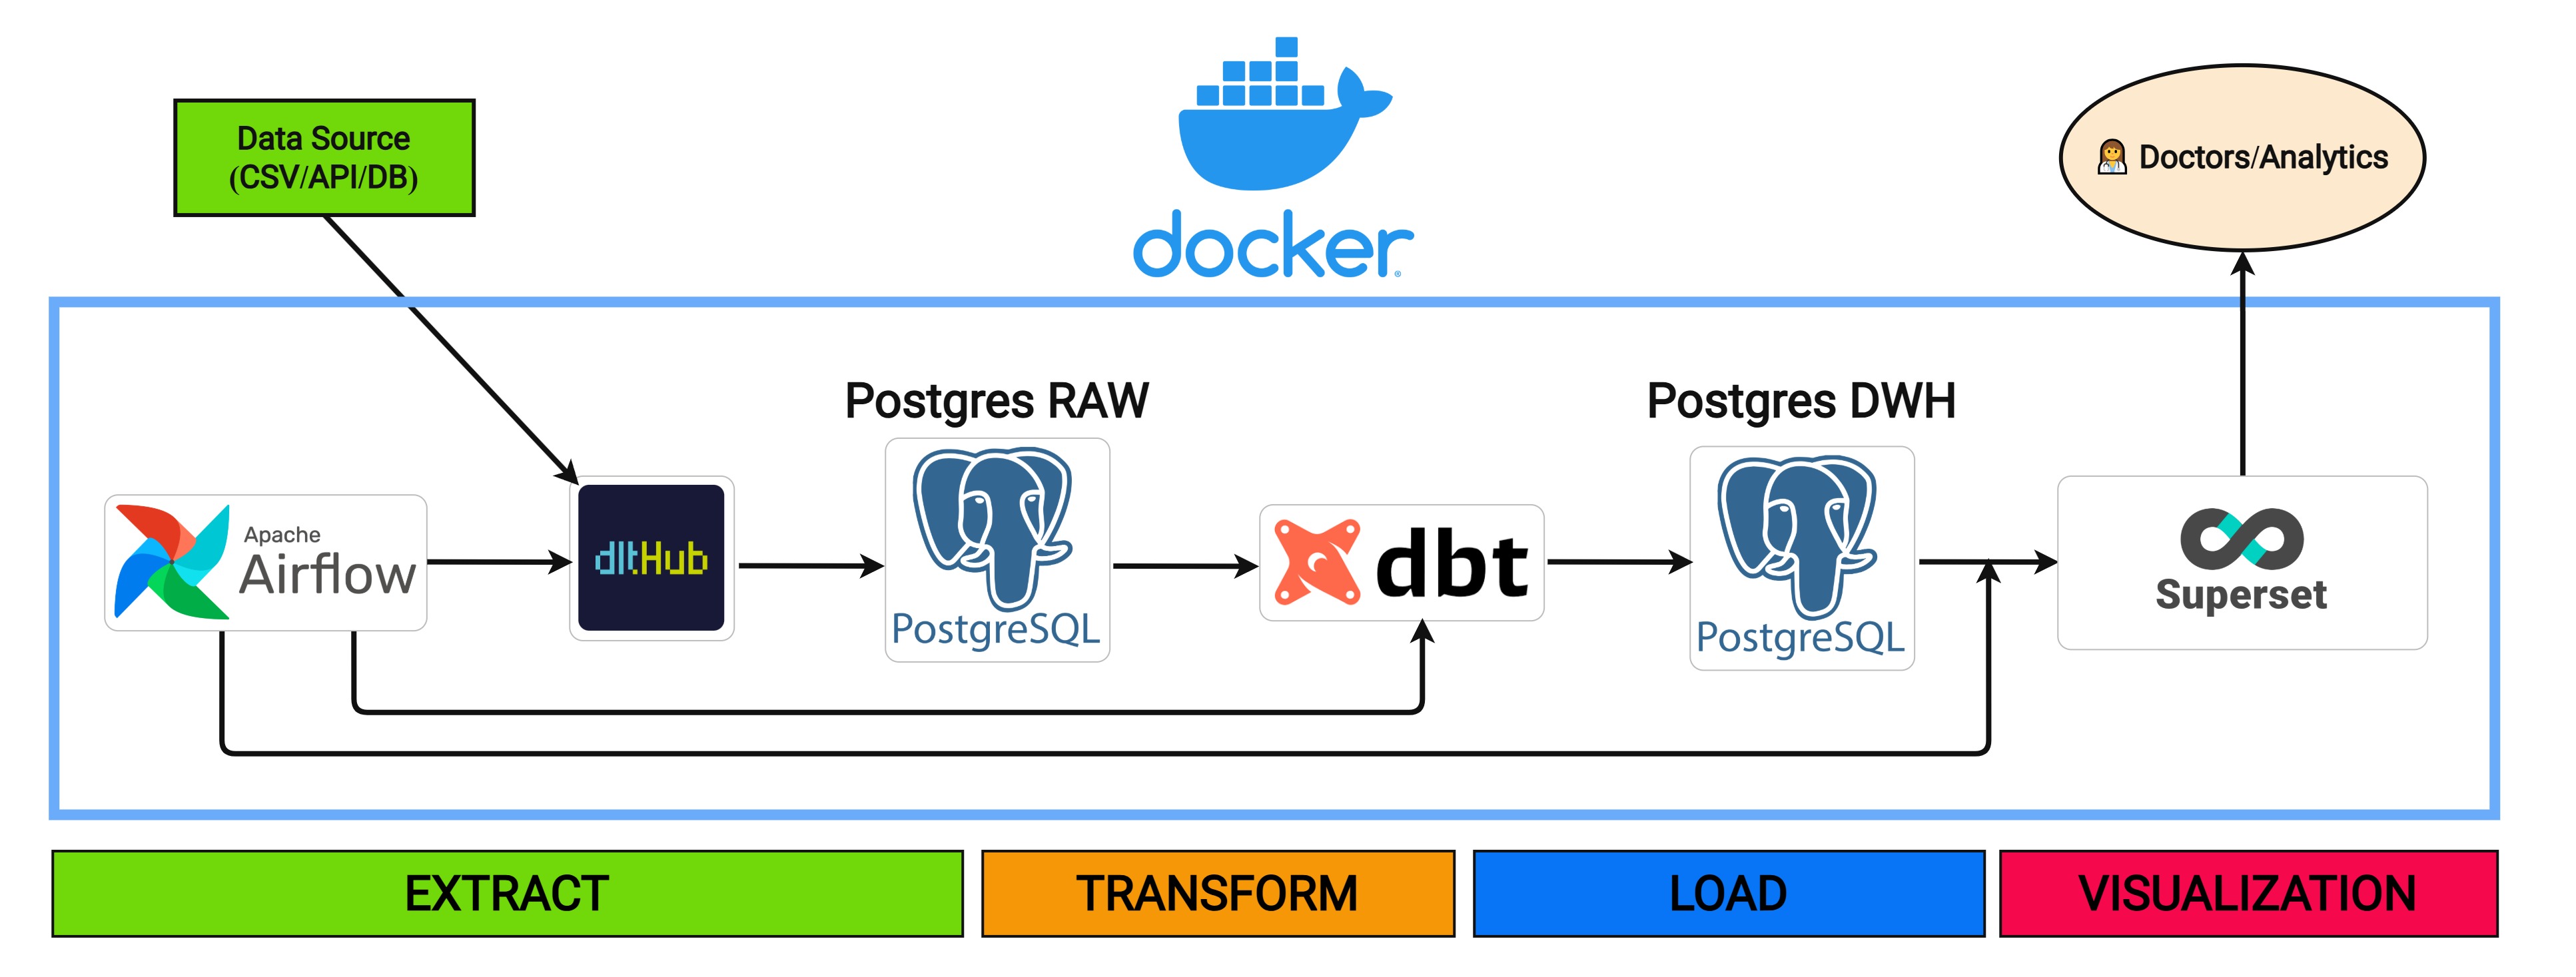 docker
Data Source
(CSV/API/DB)
Doctors/Analytics
Postgres RAW
Postgres DWH
Apache
Airflow
dltHub
PostgreSQL
dbt
PostgreSQL
Superset
EXTRACT
TRANSFORM
LOAD
VISUALIZATION